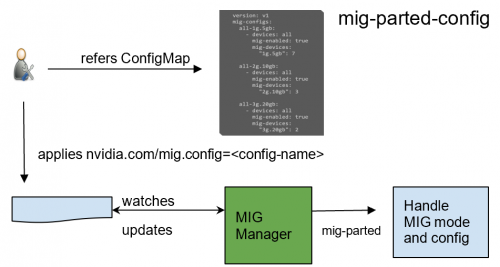 mig-parted-config
version: v1
mig-configs:
all-1g.5gb:
- devices: all
mig-enabled: true
mig-devices:
"1g.5gb": 7
all-2g.10gb:
- devices: all
mig-enabled: true
mig-devices:
"2g.10gb": 3
all-3g.20gb:
- devices: all
mig-enabled: true
mig-devices:
"3g.20gb": 2
refers ConfigMap
applies nvidia.com/mig.config=<config-name>
watches
updates
MIG
Manager
mig-parted
Handle
MIG mode
and config